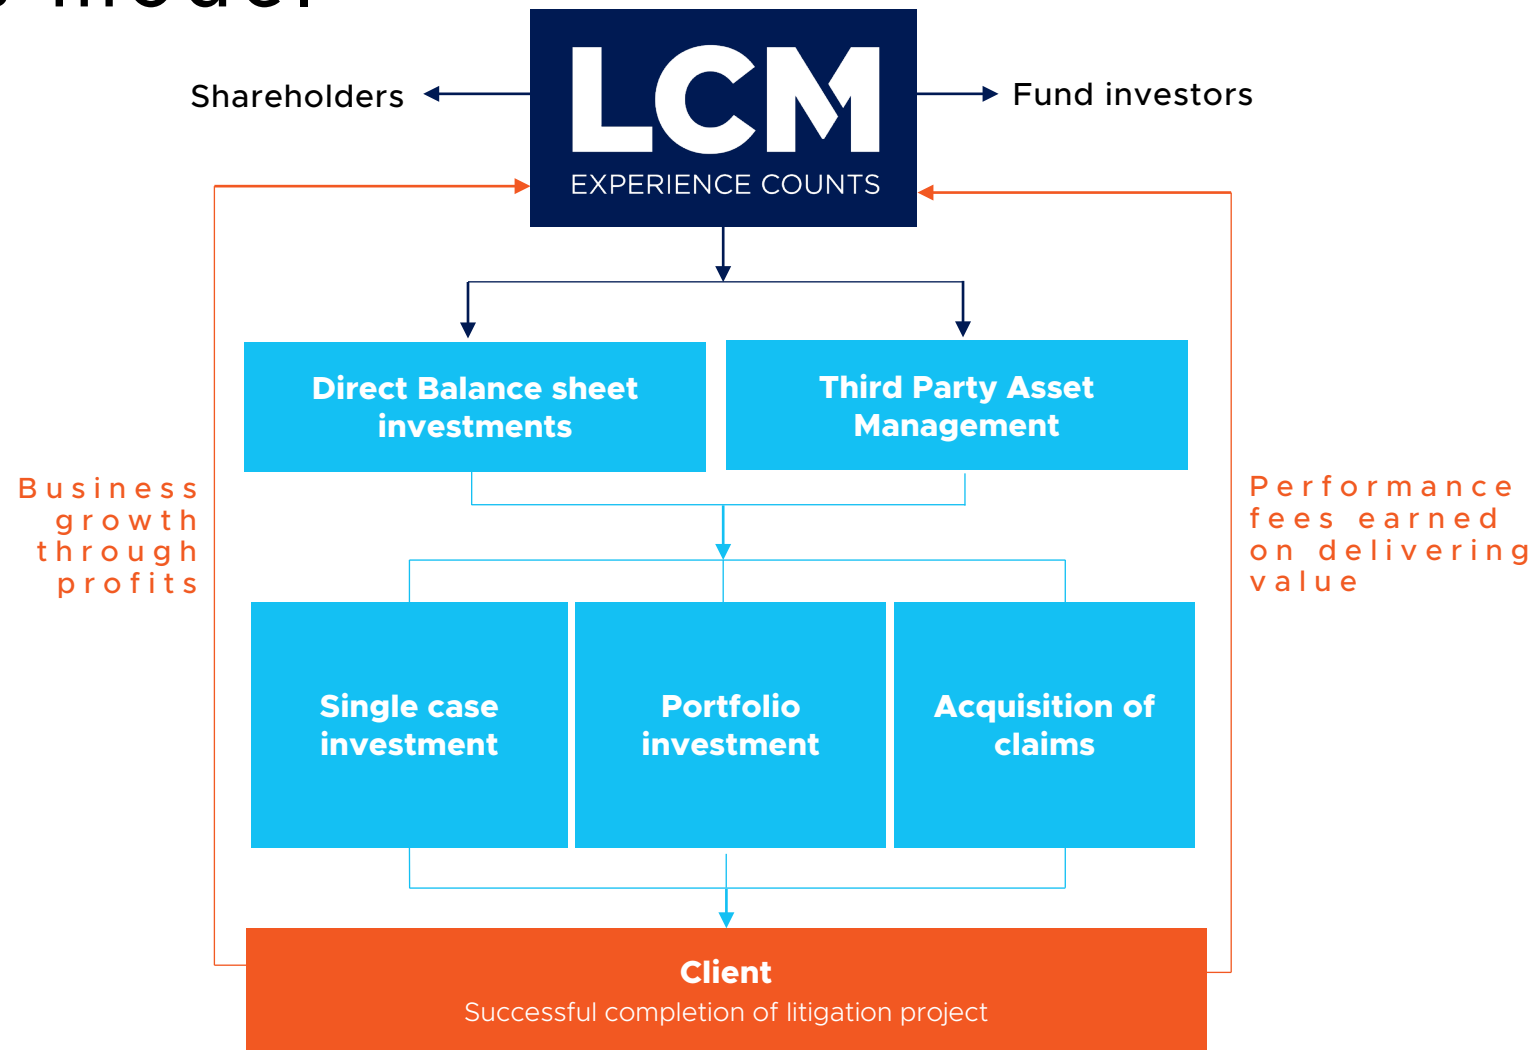 LCM
EXPERIENCE COUNTS
Shareholders
Fund investors
Direct Balance sheet
investments
Third Party Asset
Management
Business
growth
through
profits
Performance
fees earned
on delivering
value
Single case
investment
Portfolio
investment
Acquisition of
claims
Client
Successful completion of litigation project